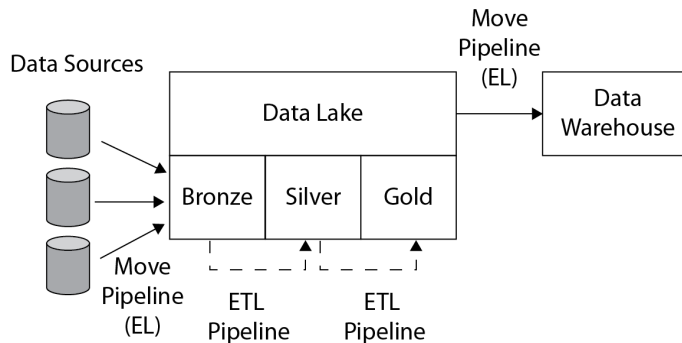 Data Sources
Move
Pipeline
(EL)
Data Lake
Data
Warehouse
Bronze
Silver
Gold
Move
Pipeline
(EL)
ETL
Pipeline
ETL
Pipeline